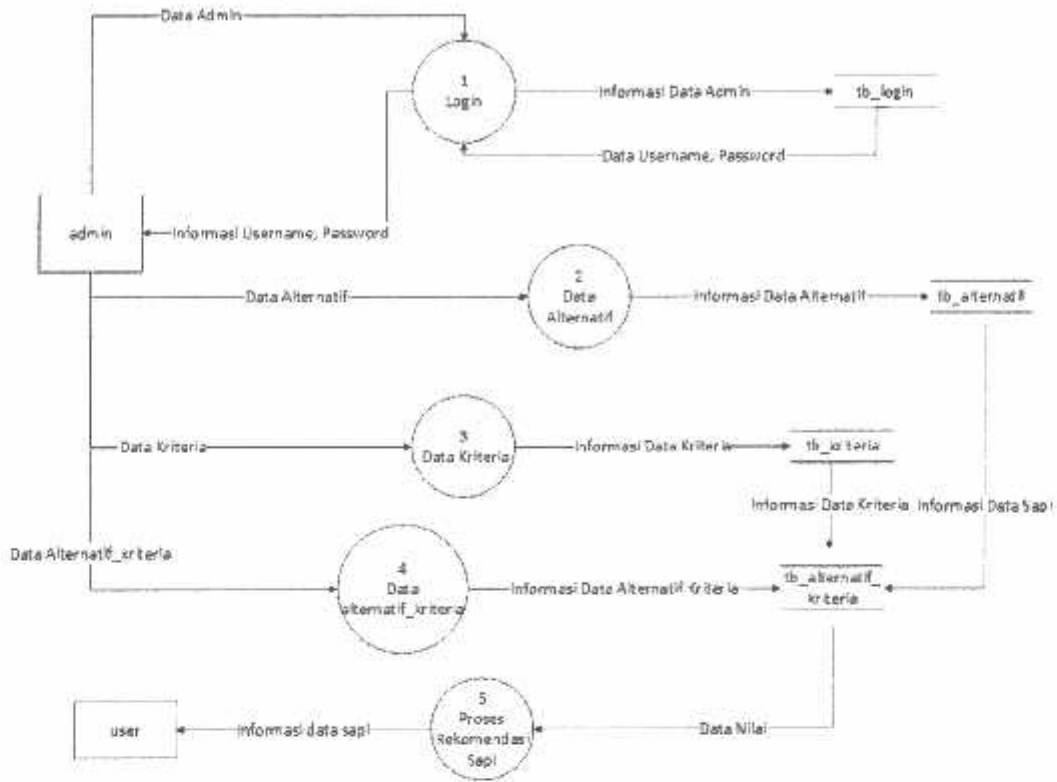 Data Admin
1
Login
Informasi Data Admin
tb_login
Data Username, Password
admin
Informasi Username, Password
2
Data
Alternatif
Data Alternatif
Informasi Data Alternatif
tb_alternatif
3
Data Kriteria
Data Kriteria
Informasi Data Kriteria
tb_kriteria
Informasi Data Kriteria
Informasi Data Sapi
Data Alternatif_kriteria
4
Data
alternatif_kriteria
Informasi Data Alternatif Kriteria
tb_alternatif_
kriteria
5
Proses
Rekomendasi
Sapi
user
informasi data sapi
Data Nilai